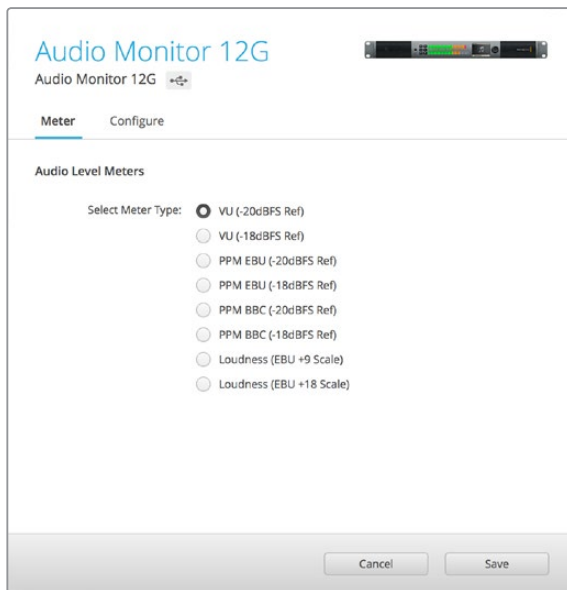 Audio Monitor 12G
Audio Monitor 12G
Meter Configure
Audio Level Meters
Select Meter Type: VU (-20dBFS Ref)
VU (-18dBFS Ref)
PPM EBU (-20dBFS Ref)
PPM EBU (-18dBFS Ref)
PPM BBC (-20dBFS Ref)
PPM BBC (-18dBFS Ref)
Loudness (EBU +9 Scale)
Loudness (EBU +18 Scale)
Cancel Save